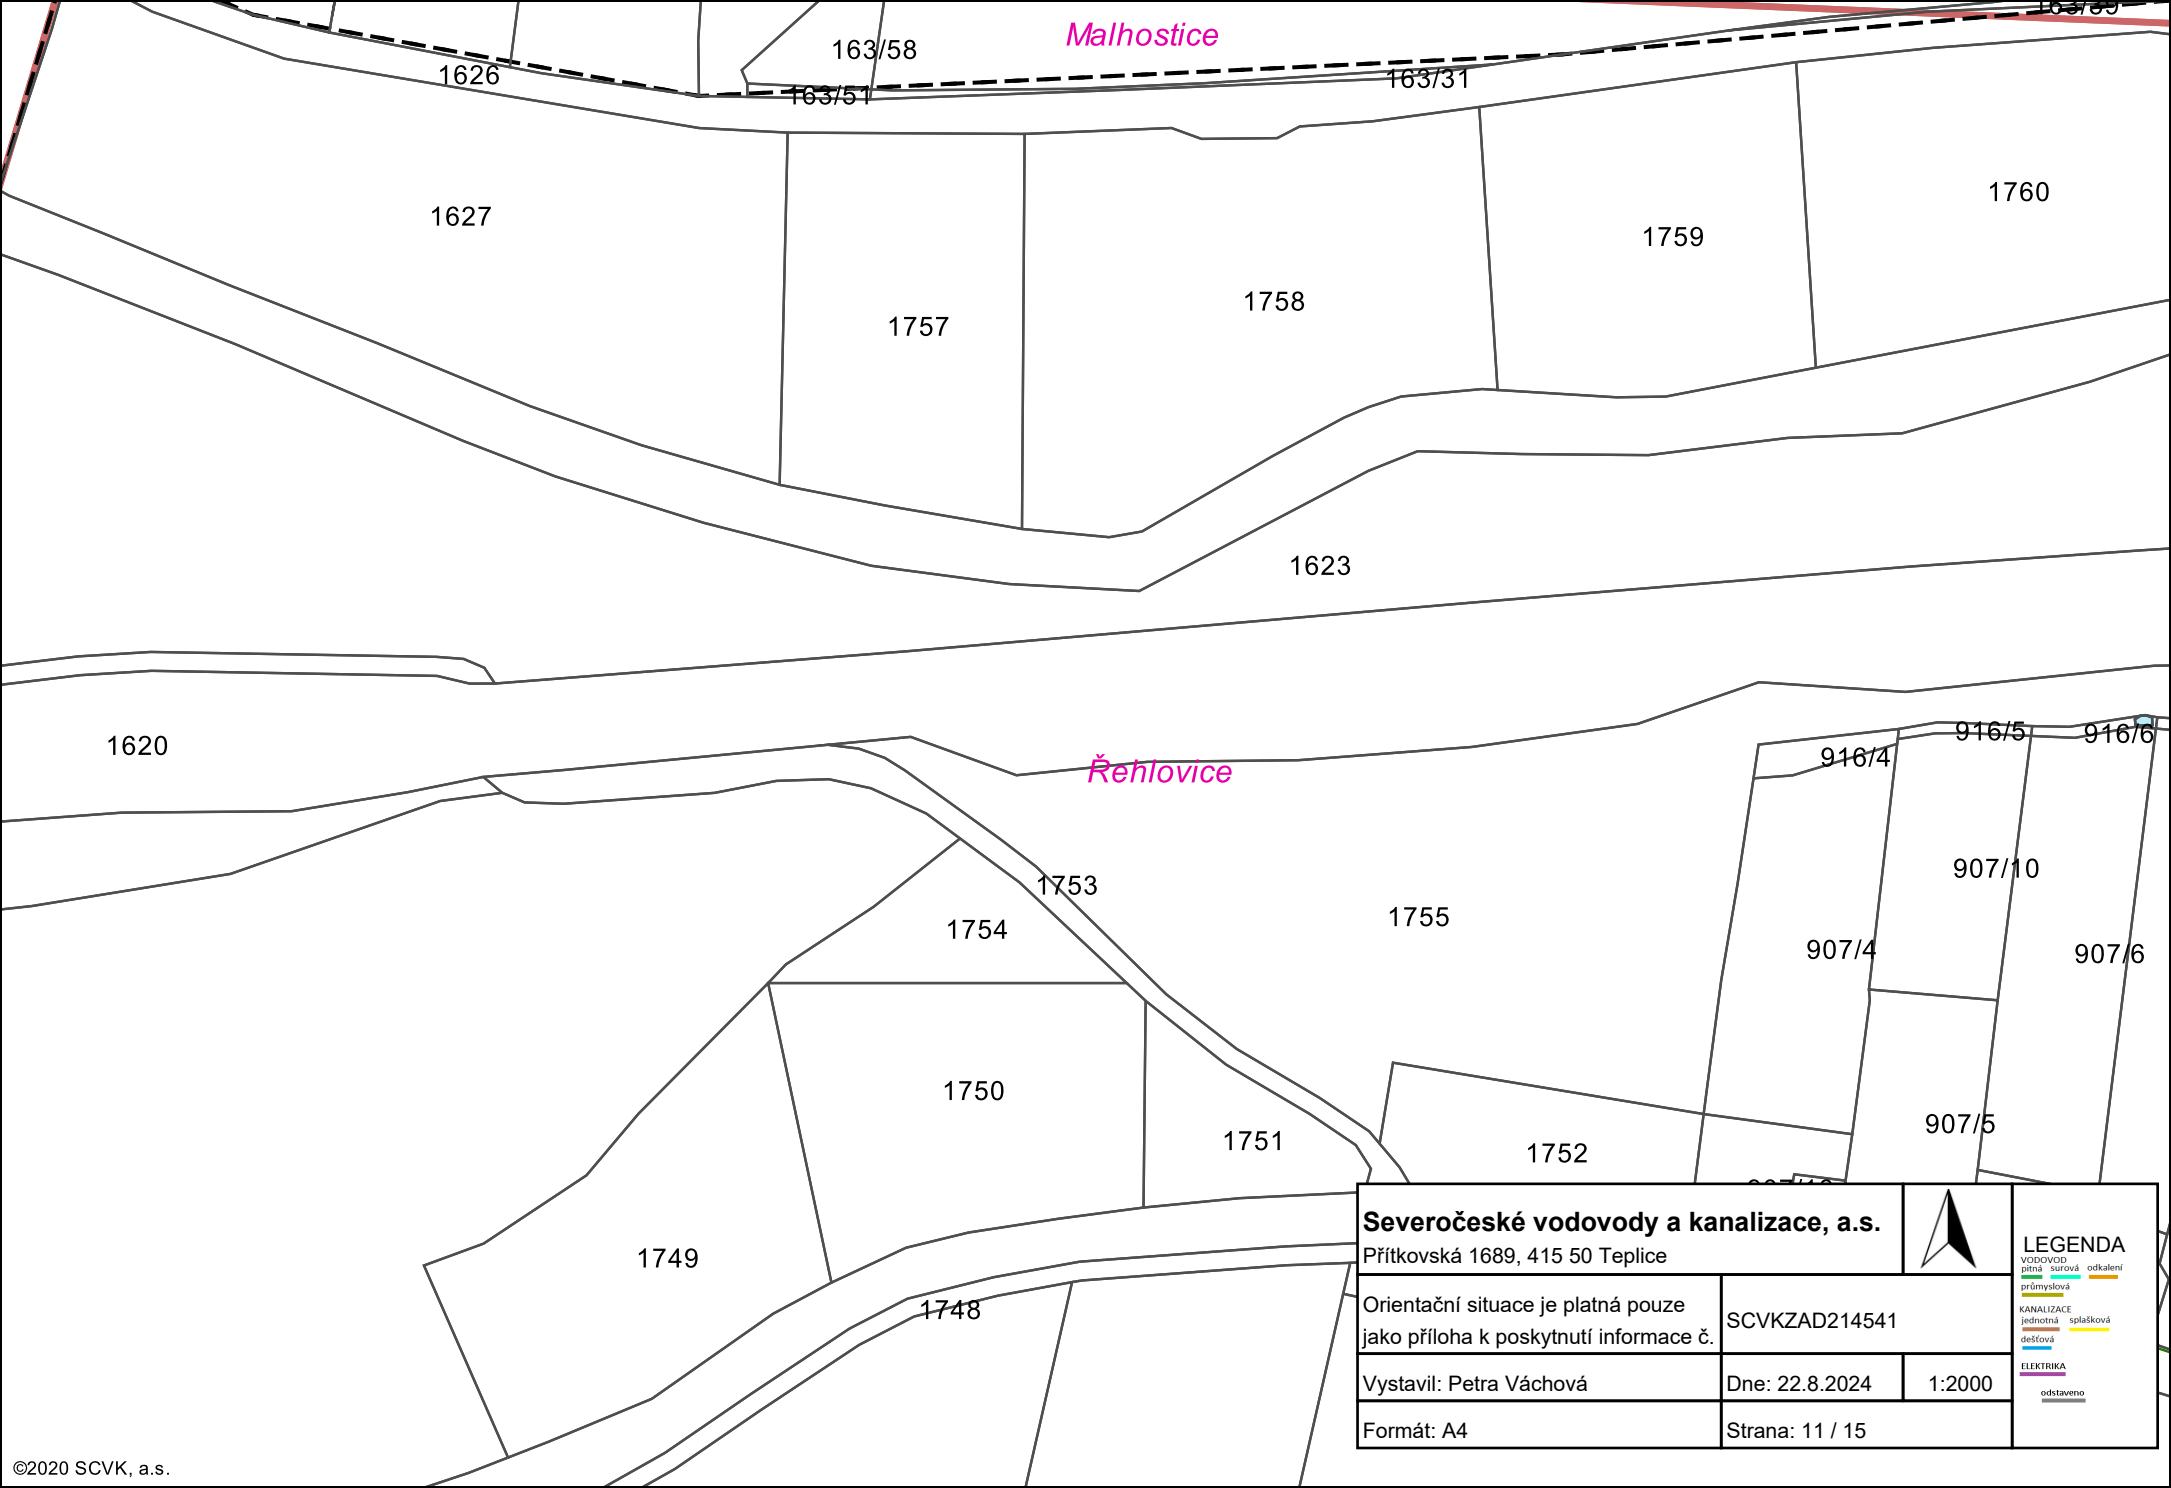 163/39
Malhostice
163/58
1626
163/31
163/51
1760
1627
1759
1758
1757
1623
916/5
916/6
1620
916/4
Řehlovice
907/10
1753
1755
1754
907/4
907/6
1750
907/5
1751
1752
1749
1748
Severočeské vodovody a kanalizace, a.s.
Přítkovská 1689, 415 50 Teplice
Orientační situace je platná pouze
jako příloha k poskytnutí informace č.
SCVKZAD214541
Vystavil: Petra Váchová
Dne: 22.8.2024
1:2000
Formát: A4
Strana: 11 / 15
LEGENDA
VODOVOD
pitná surová odkalení
průmyslová
KANALIZACE
jednotná splašková
dešťová
ELEKTRIKA
odstaveno
©2020 SCVK, a.s.